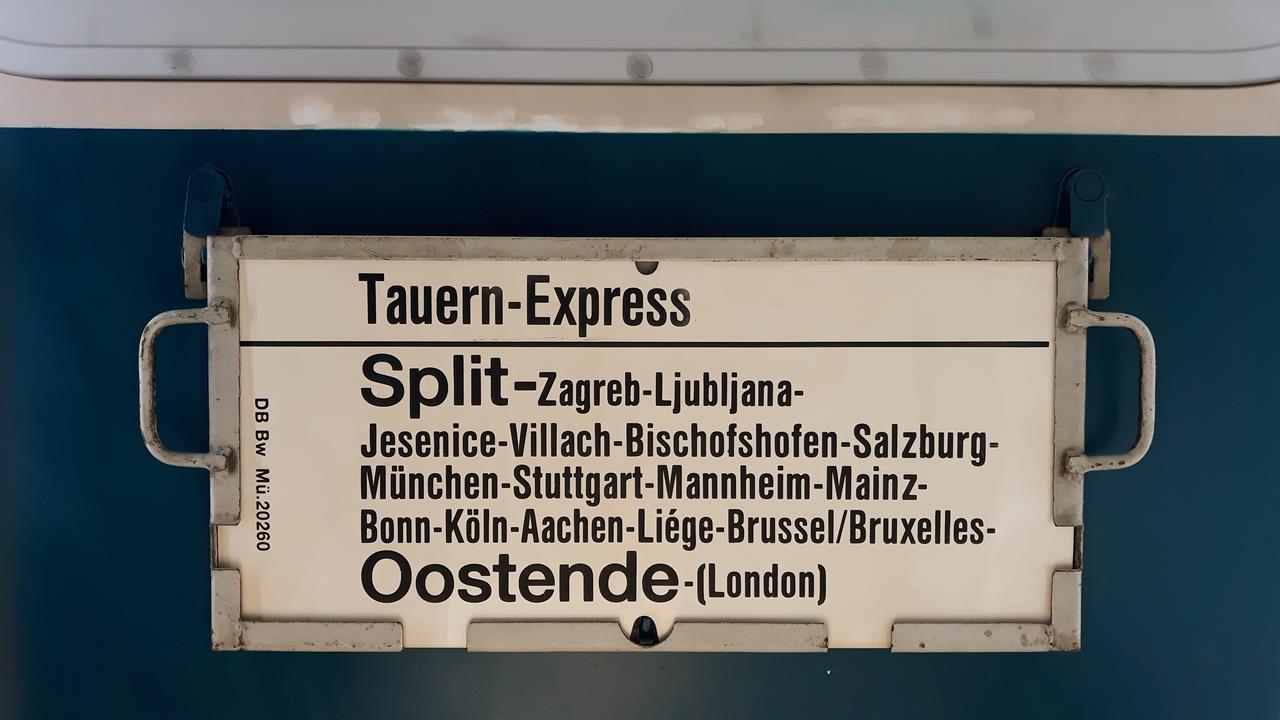 Tauern-Express
Split-Zagreb-Ljubljana-
Jesenice-Villach-Bischofshofen-Salzburg-
München-Stuttgart-Mannheim-Mainz-
Bonn-Köln-Aachen-Liége-Brussel/Bruxelles-
Oostende-(London)
DB Bw Mü.20260